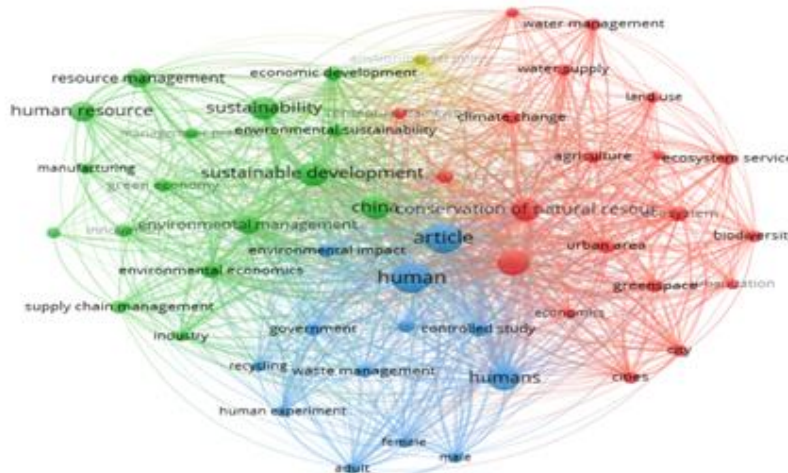 water management
resource management
economic development
water supply
human resource
sustainability
land use
climate change
environmental sustainability
manufacturing
agriculture
ecosystem service
green economy
sustainable development
china
conservation of natural resour
ecosystem
environmental management
article
biodiversit
environmental impact
urban area
environmental economics
human
greenspace
supply chain management
economics
industry
government
controlled study
city
recycling
waste management
humans
cities
human experiment
female
male
adult